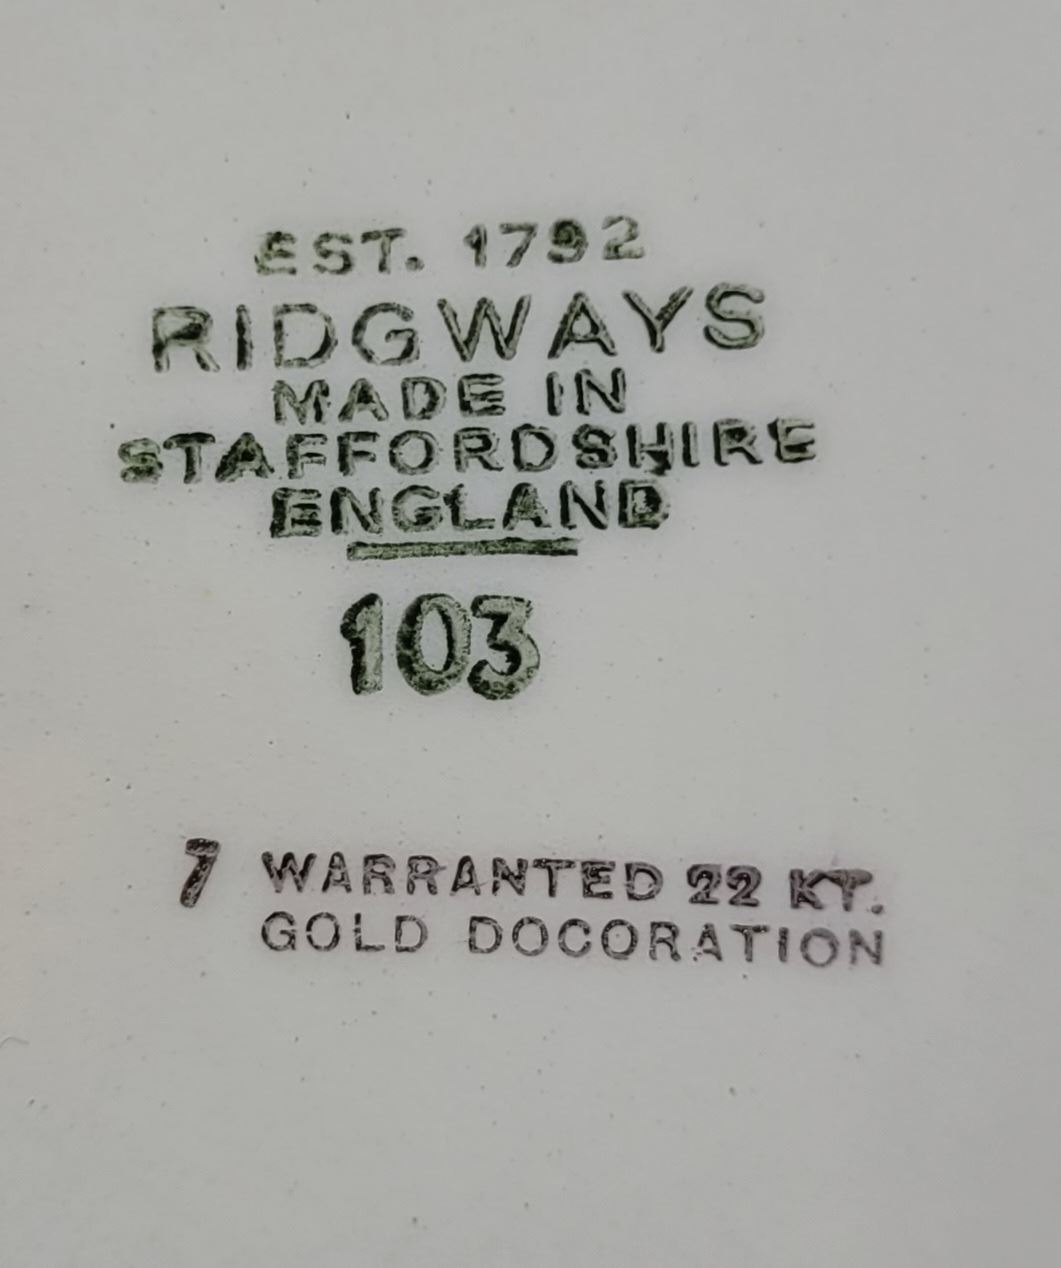 EST. 1792
RIDGWAYS
MADE IN
STAFFORDSHIRE
ENGLAND
103
7 WARRANTED 22 KT.
GOLD DOCORATION